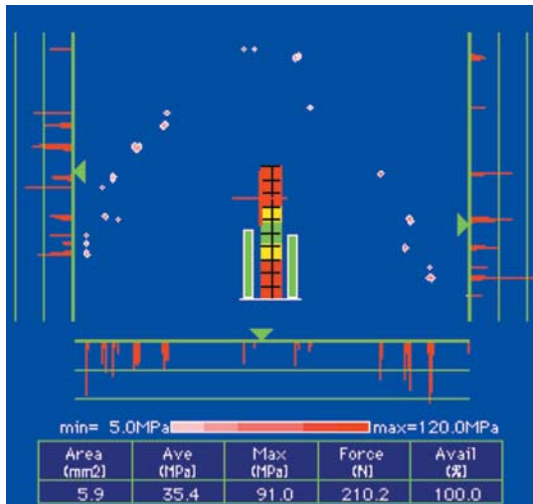 min= 5.0MPa max=120.0MPa
Area Ave Max Force Avail
(mm2) (MPa) (MPa) (N) (%)
5.9 35.4 91.0 210.2 100.0